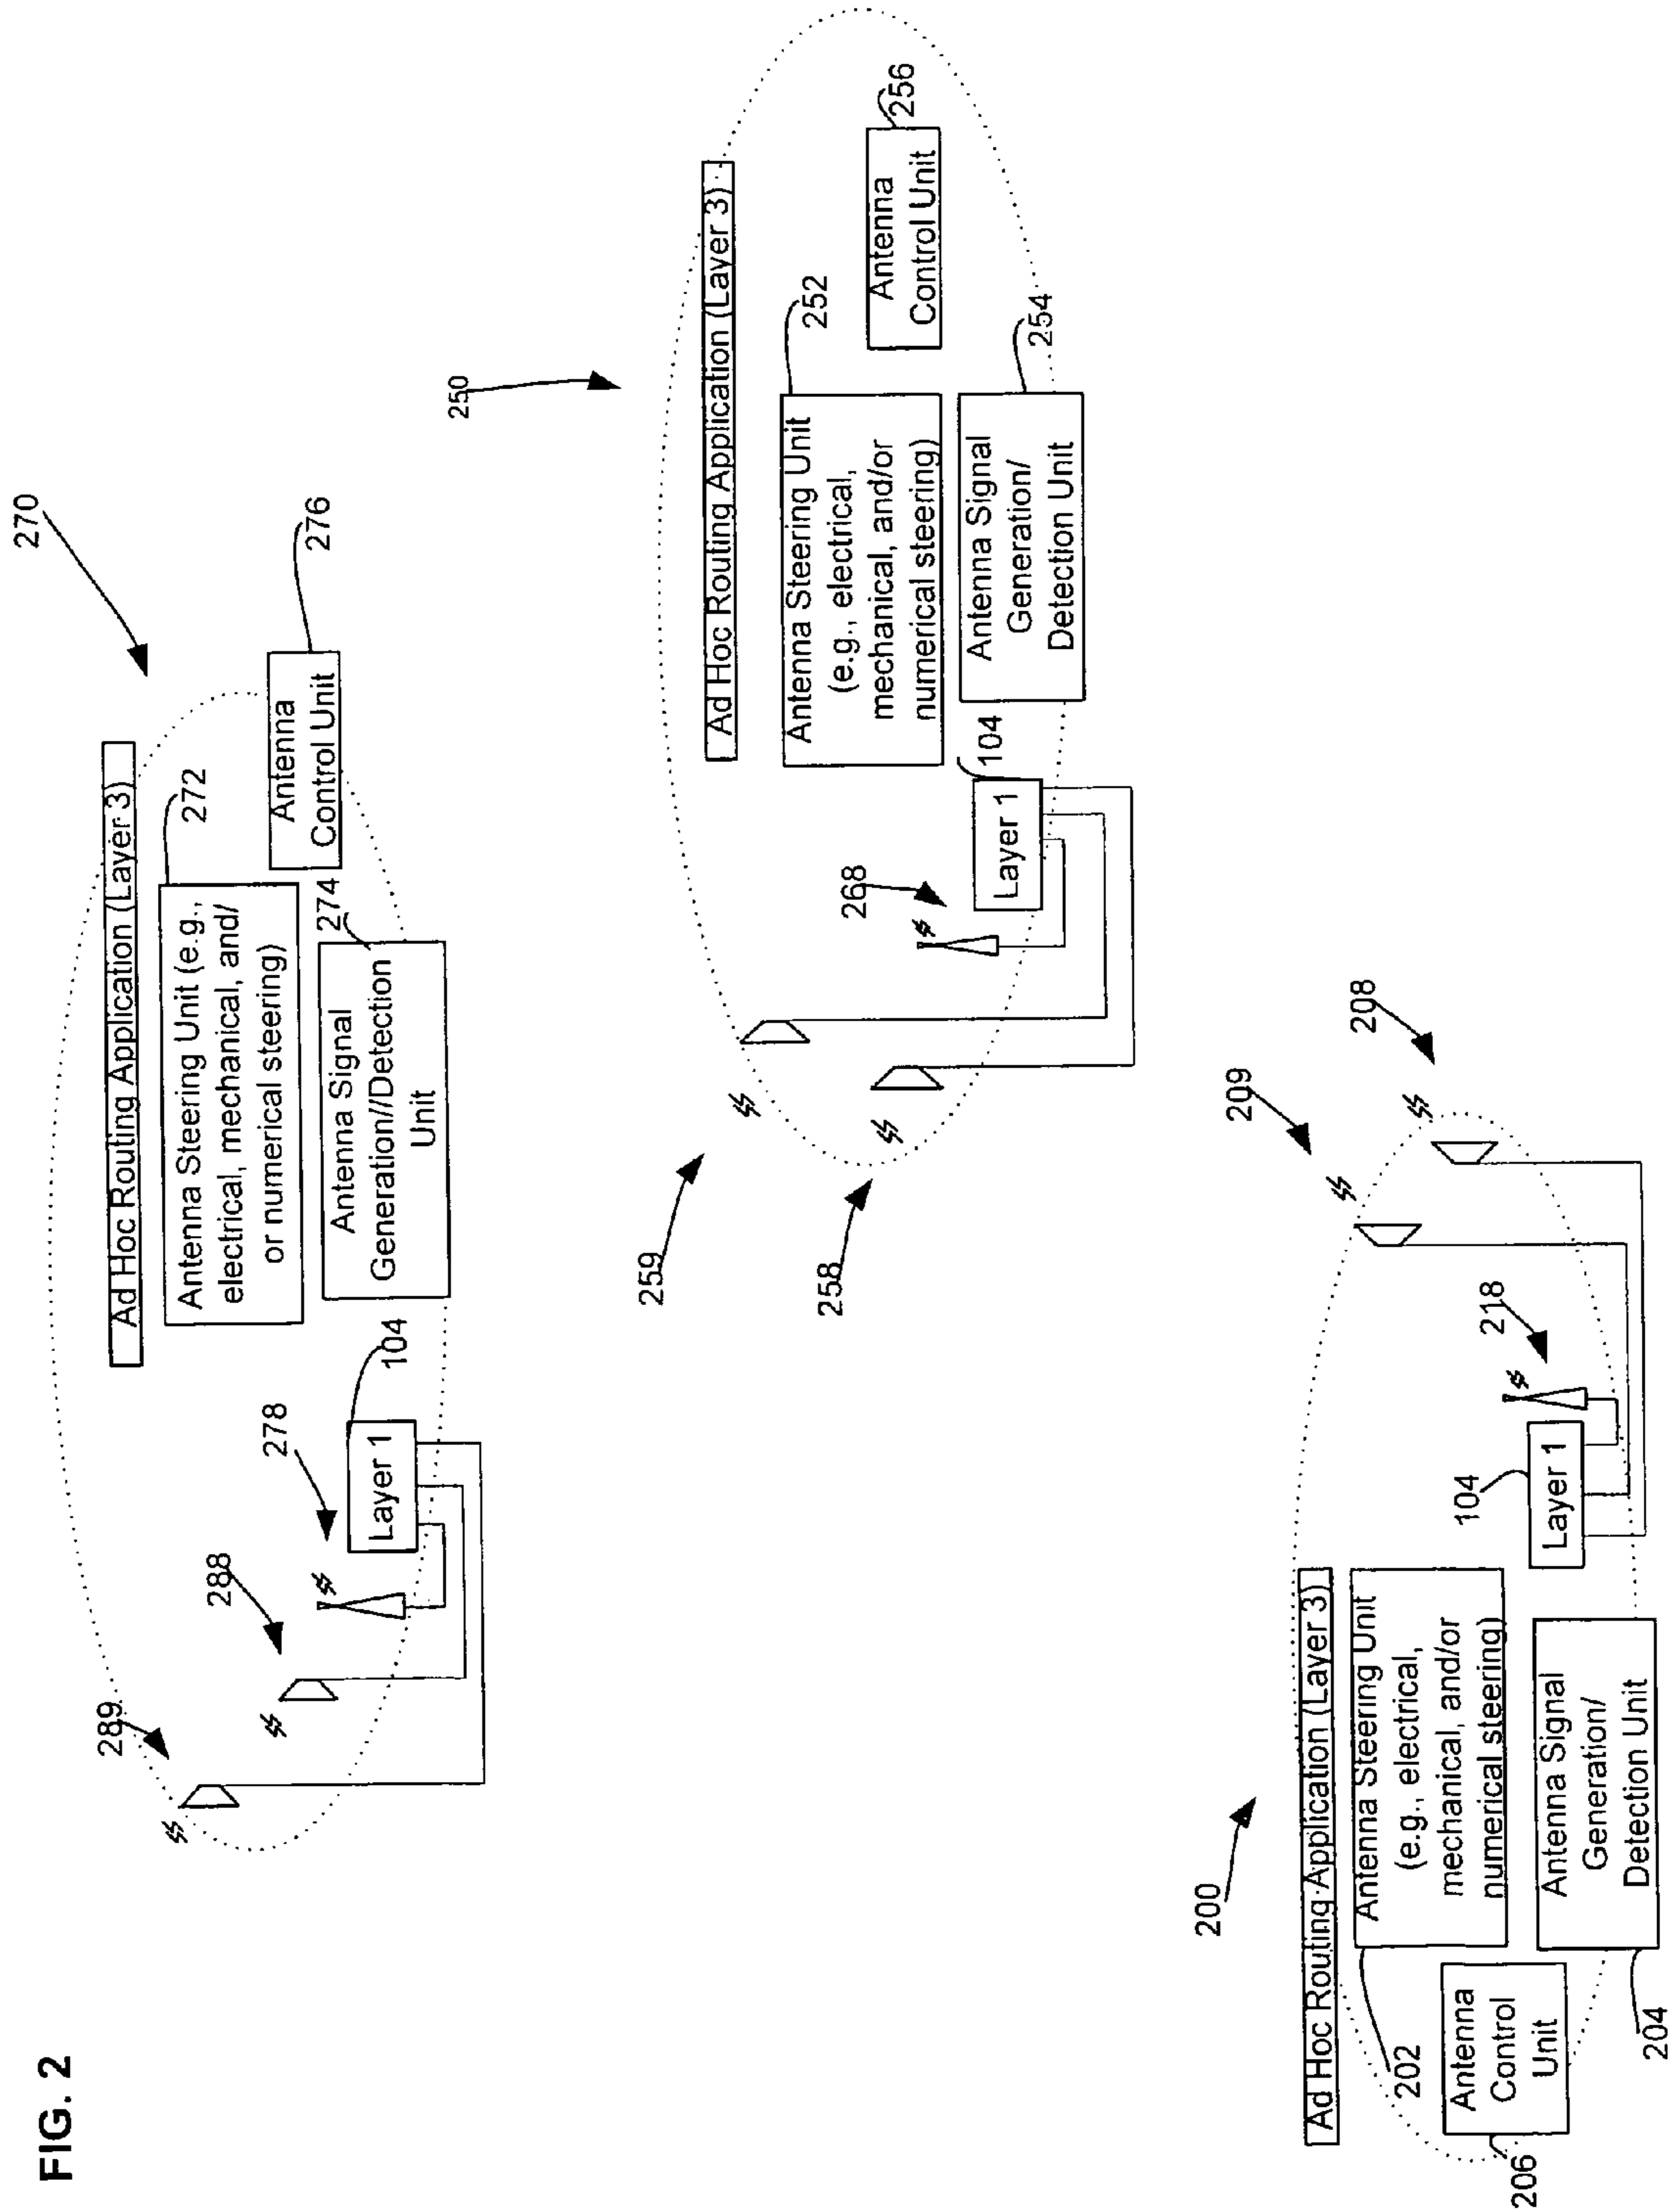 FIG. 2
270
Ad Hoc Routing Application (Layer 3)
272
Antenna Steering Unit (e.g.,
electrical, mechanical, and/
or numerical steering)
276
Antenna
Control Unit
274
Antenna Signal
Generation//Detection
Unit
104
Layer 1
278
288
289
250
Ad Hoc Routing Application (Layer 3)
252
Antenna Steering Unit
(e.g., electrical,
mechanical, and/or
numerical steering)
256
Antenna
Control Unit
254
Antenna Signal
Generation/
Detection Unit
104
Layer 1
268
259
258
200
Ad Hoc Routing Application (Layer 3)
202
Antenna Steering Unit
(e.g., electrical,
mechanical, and/or
numerical steering)
206
Antenna
Control
Unit
204
Antenna Signal
Generation/
Detection Unit
104
Layer 1
218
209
208